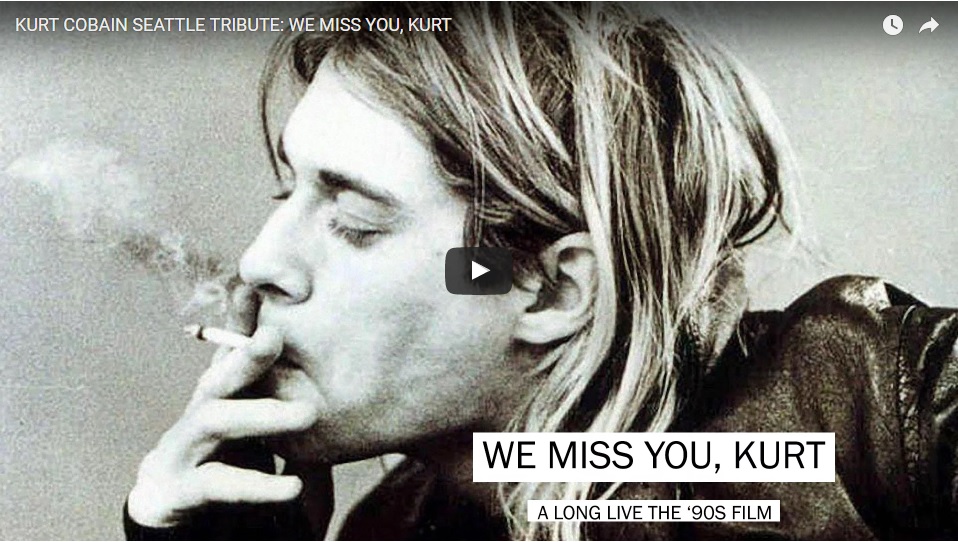 KURT COBAIN SEATTLE TRIBUTE: WE MISS YOU, KURT
WE MISS YOU, KURT
A LONG LIVE THE ‘90S FILM